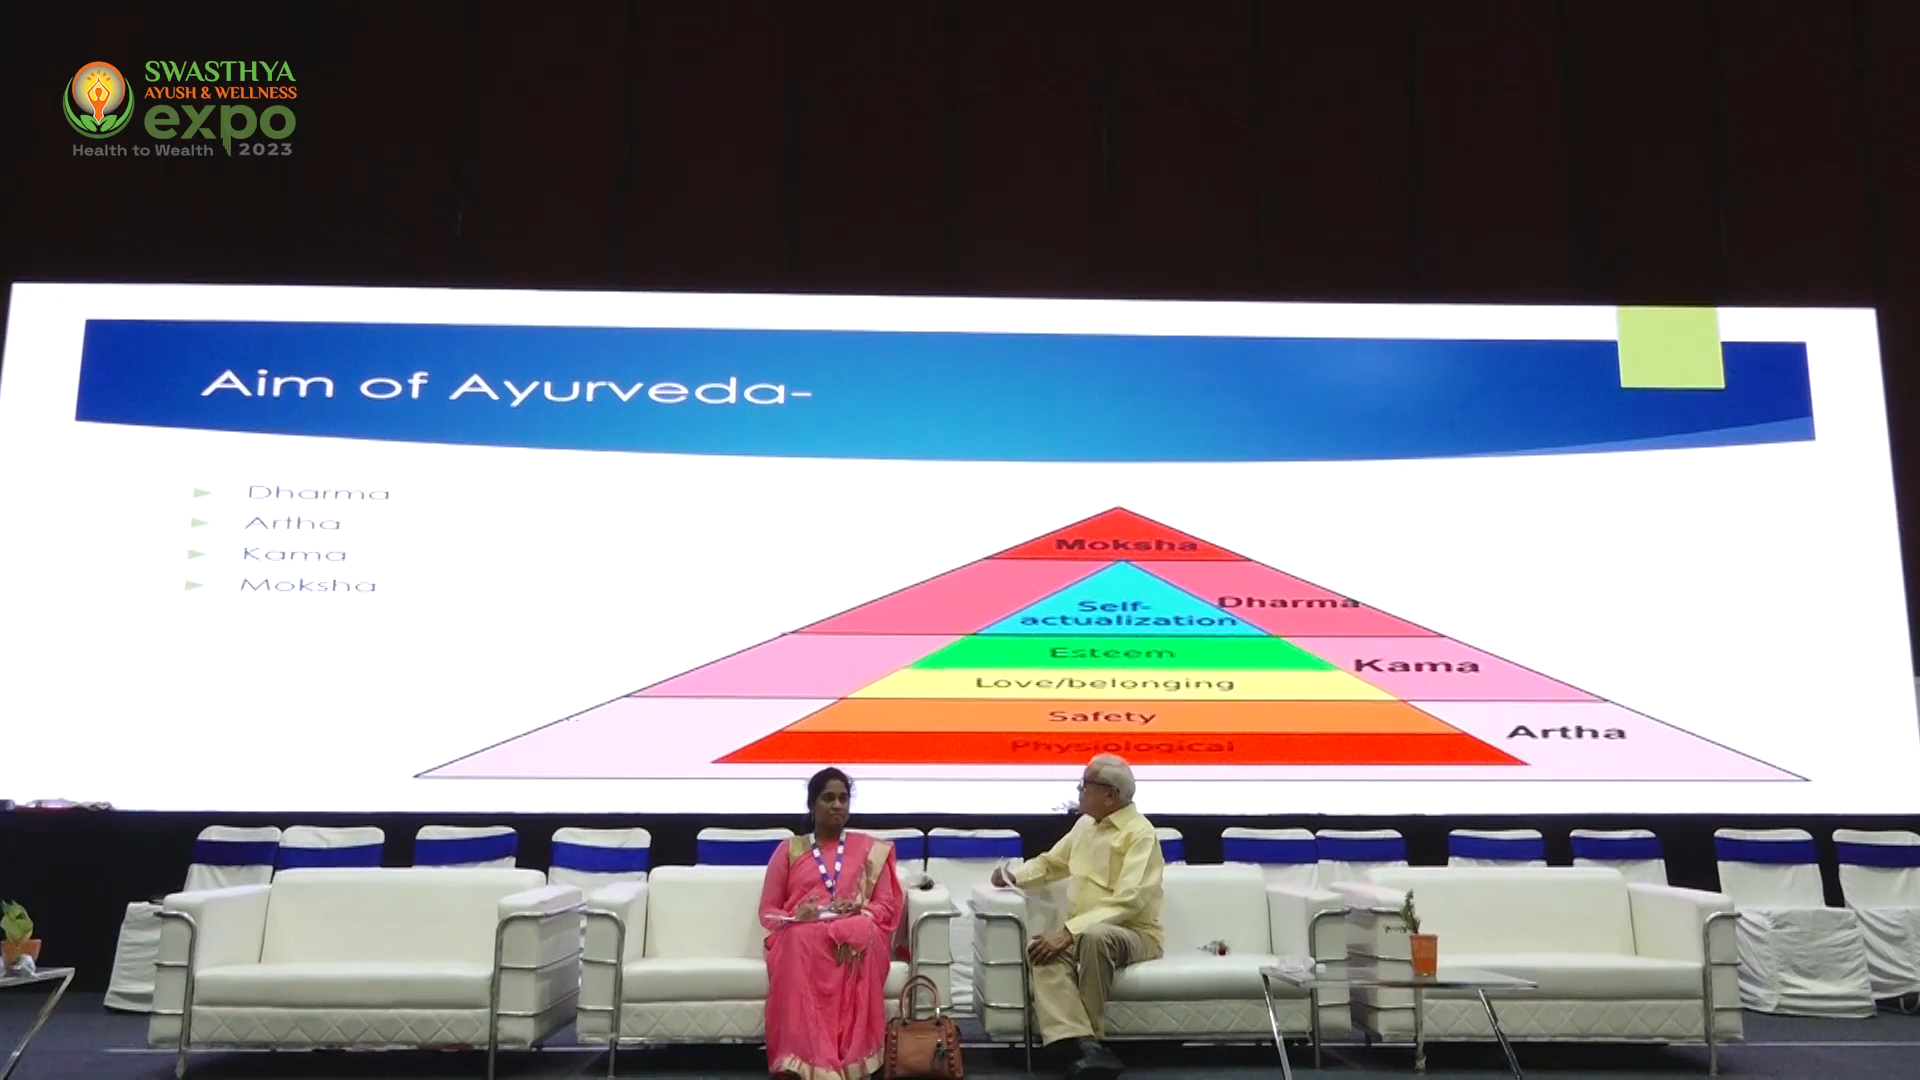 SWASTHYA
AYUSH & WELLNESS
expo
Health to Wealth 2023
Aim of Ayurveda-
Dharma
Artha
Kama
Moksha
Moksha
Self-
actualization
Dharma
Esteem
Kama
Love/belonging
Safety
Artha
Physiological